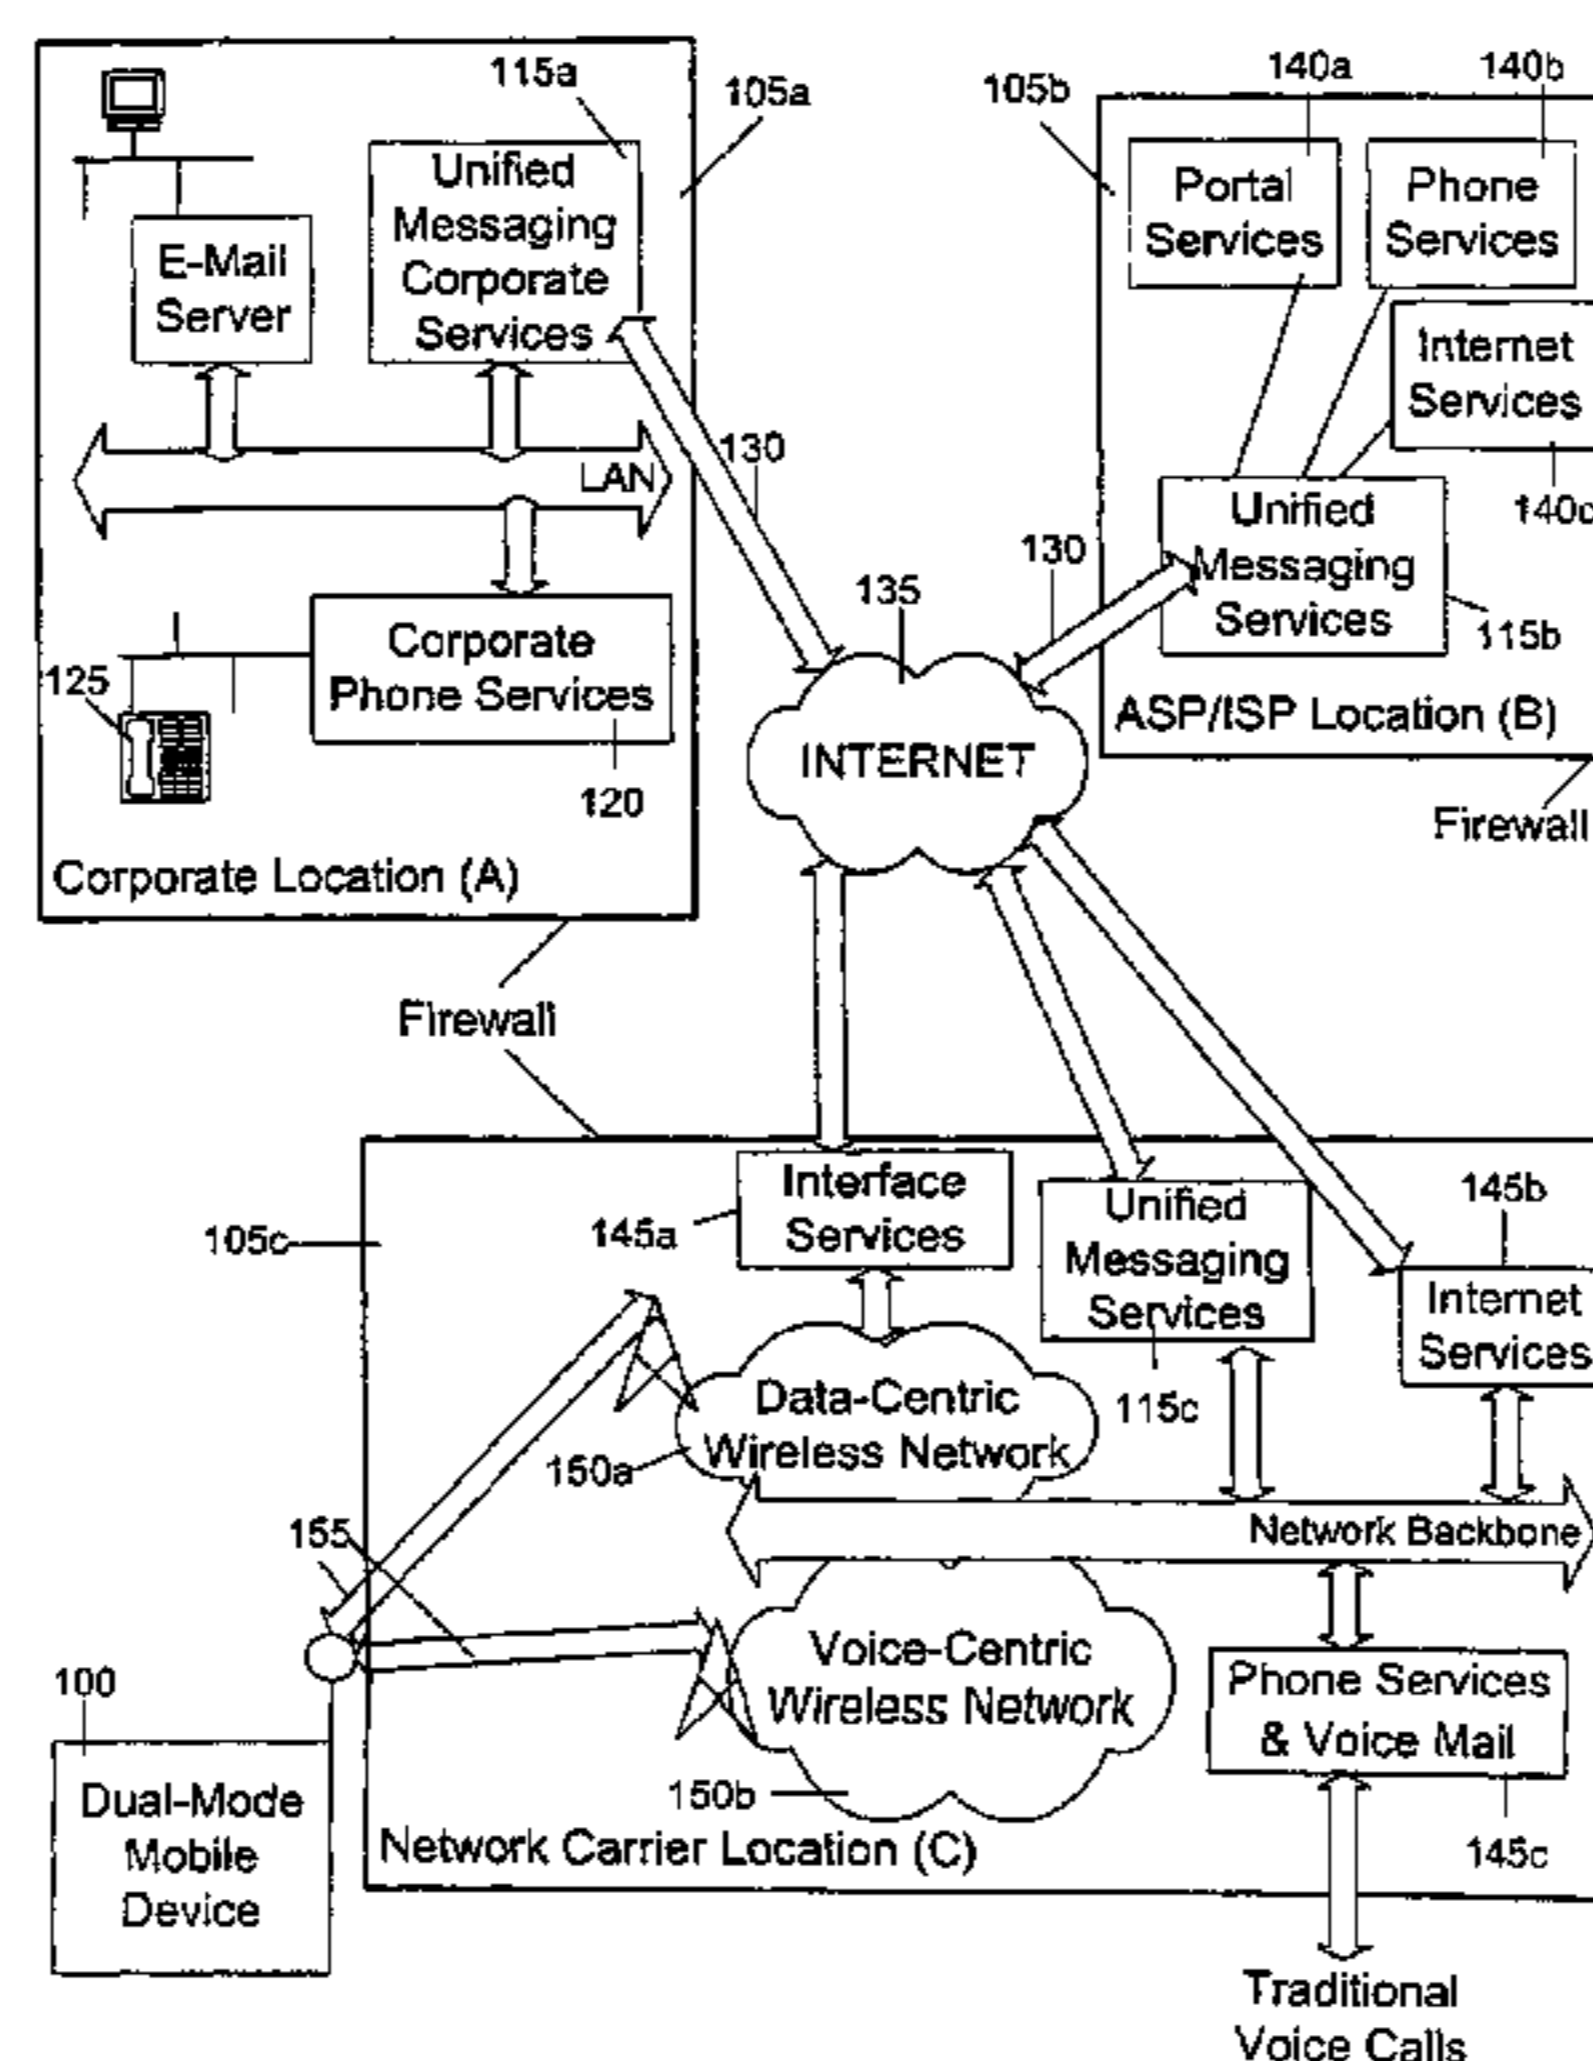 115a
105a
Unified
Messaging
Corporate
Services
E-Mail
Server
LAN
130
Corporate
Phone Services
125
120
Corporate Location (A)
105b
140a
140b
Portal
Services
Phone
Services
Internet
Services
140c
Unified
Messaging
Services
115b
130
135
ASP/ISP Location (B)
INTERNET
Firewall
Firewall
105c
145a
Interface
Services
Unified
Messaging
Services
115c
145b
Internet
Services
Data-Centric
Wireless Network
150a
155
Network Backbone
Voice-Centric
Wireless Network
150b
Phone Services
& Voice Mail
145c
100
Dual-Mode
Mobile
Device
Network Carrier Location (C)
Traditional
Voice Calls